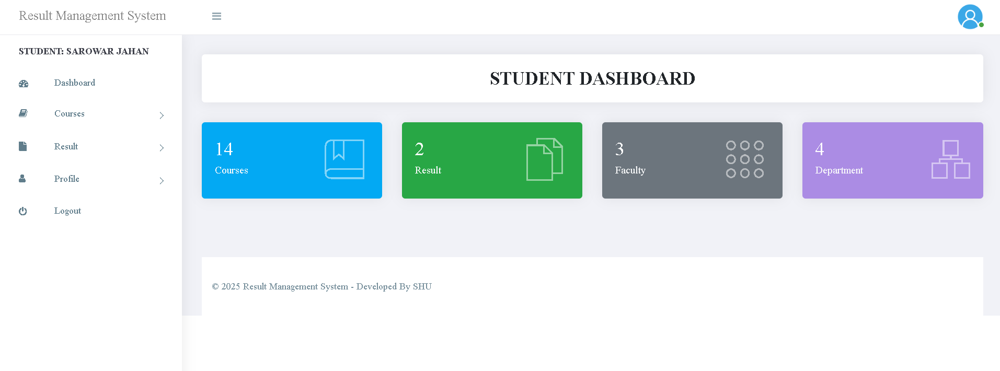 Result Management System
STUDENT: SAROWAR JAHAN
Dashboard
Courses
Result
Profile
Logout
STUDENT DASHBOARD
14
Courses
2
Result
3
Faculty
4
Department
© 2025 Result Management System - Developed By SHU